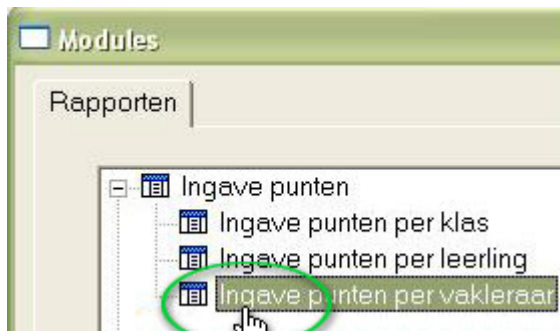 Modules
Rapporten
Ingave punten
Ingave punten per klas
Ingave punten per leerling
Ingave punten per vakleraar